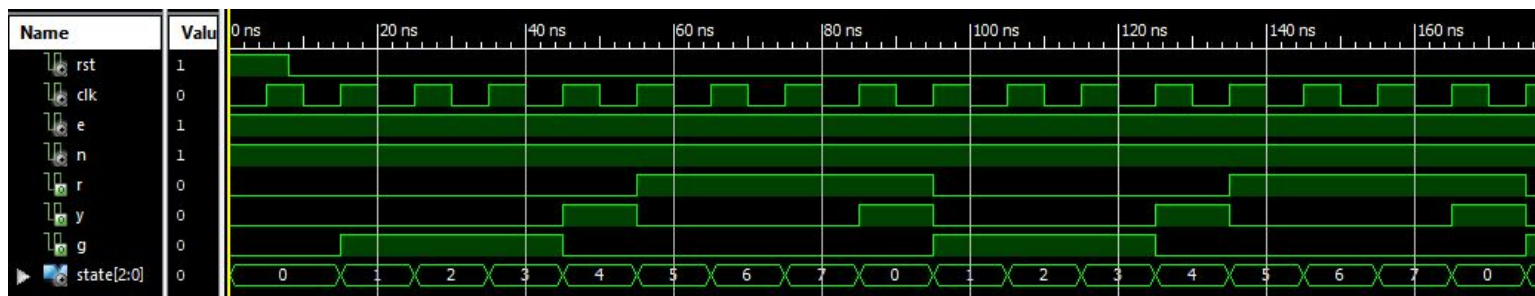 Name Valu 0 ns 20 ns 40 ns 60 ns 80 ns 100 ns 120 ns 140 ns 160 ns
rst 1
clk 0
e 1
n 1
r 0
y 0
g 0
state[2:0] 0 0 1 2 3 4 5 6 7 0 1 2 3 4 5 6 7 0